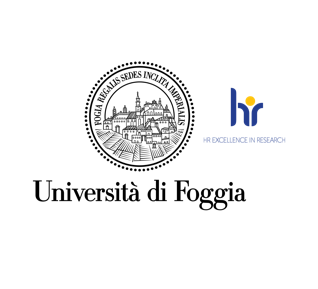 FOGIA REGALIS SEDES INCLITA IMPERIALIS
hr
HR EXCELLENCE IN RESEARCH
Università di Foggia